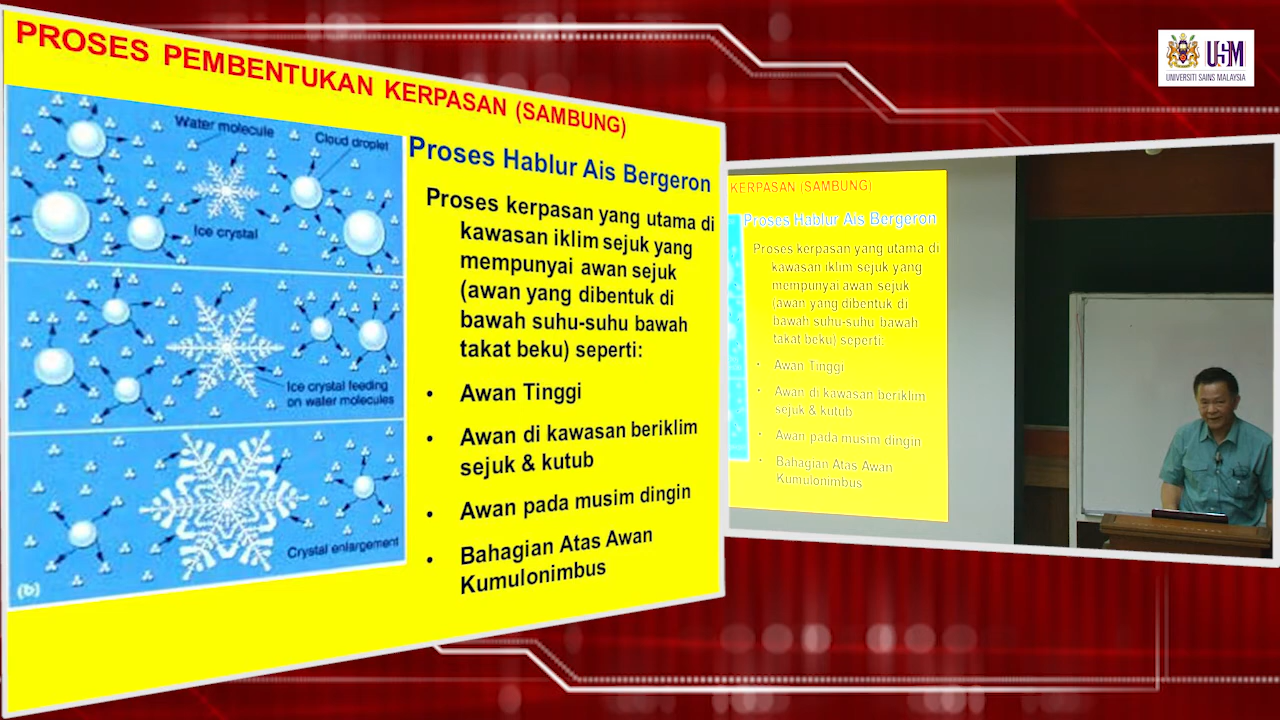 PROSES PEMBENTUKAN KERPASAN (SAMBUNG)
Water molecule
Cloud droplet
Ice crystal
Ice crystal feeding
on water molecules
Crystal enlargement
(b)
Proses Hablur Ais Bergeron
Proses kerpasan yang utama di
kawasan iklim sejuk yang
mempunyai awan sejuk
(awan yang dibentuk di
bawah suhu-suhu bawah
takat beku) seperti:
• Awan Tinggi
• Awan di kawasan beriklim
sejuk & kutub
• Awan pada musim dingin
• Bahagian Atas Awan
Kumulonimbus
USM
UNIVERSITI SAINS MALAYSIA
KERPASAN (SAMBUNG)
Proses Hablur Ais Bergeron
Proses kerpasan yang utama di
kawasan iklim sejuk yang
mempunyai awan sejuk
(awan yang dibentuk di
bawah suhu-suhu bawah
takat beku) seperti:
• Awan Tinggi
• Awan di kawasan beriklim
sejuk & kutub
• Awan pada musim dingin
• Bahagian Atas Awan
Kumulonimbus